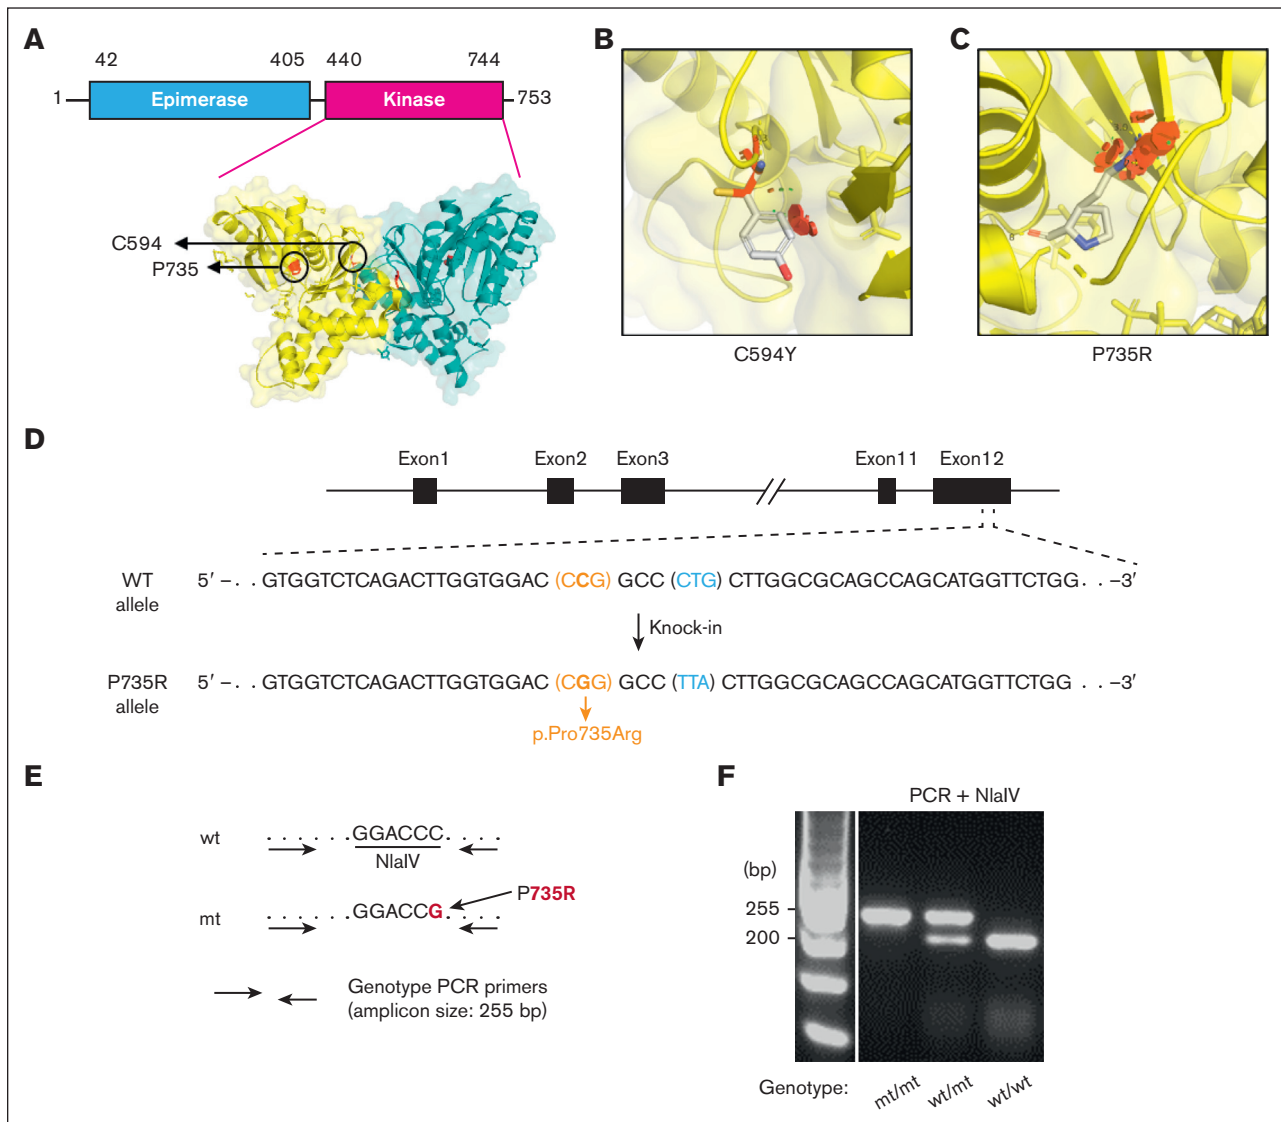 A
42 405 440 744
1 Epimerase Kinase 753
C594
P735
B
C594Y
C
P735R
D
Exon1 Exon2 Exon3 Exon11 Exon12
WT allele 5′ –. . GTGGTCTCAGACTTGGTGGAC (CCG) GCC (CTG) CTTGGCGCAGCCAGCATGGTTCTGG. . –3′
Knock-in
P735R allele 5′ –. . GTGGTCTCAGACTTGGTGGAC (CGG) GCC (TTA) CTTGGCGCAGCCAGCATGGTTCTGG . . –3′
p.Pro735Arg
E
wt . . . . . . GGACCC. . . . .
NlaIV
P735R
mt . . . . . . GGACCG. . . . .
Genotype PCR primers
(amplicon size: 255 bp)
F
PCR + NlaIV
(bp)
255
200
Genotype: mt/mt wt/mt wt/wt